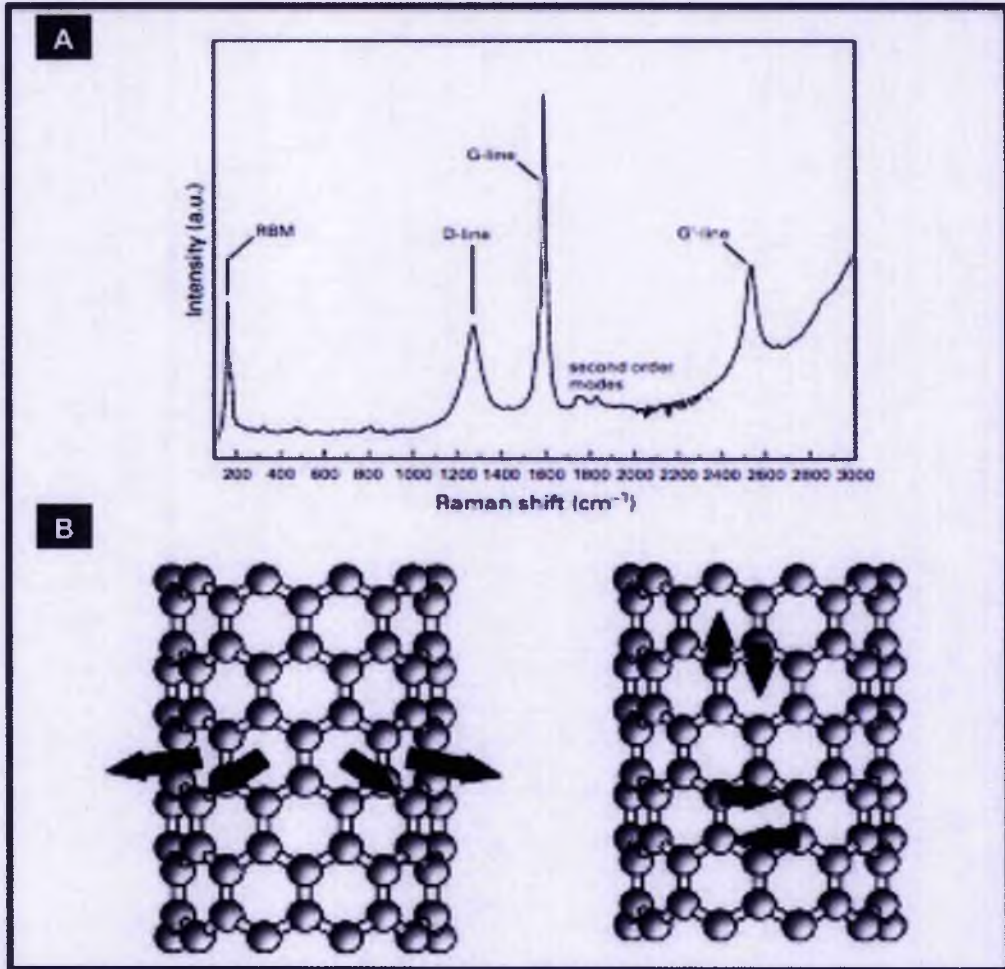 A
Intensity (a.u.)
RBM
D-line
G-line
G'-line
second order
modes
200 400 600 800 1000 1200 1400 1600 1800 2000 2200 2400 2600 2800 3000
Raman shift (cm⁻¹)
B